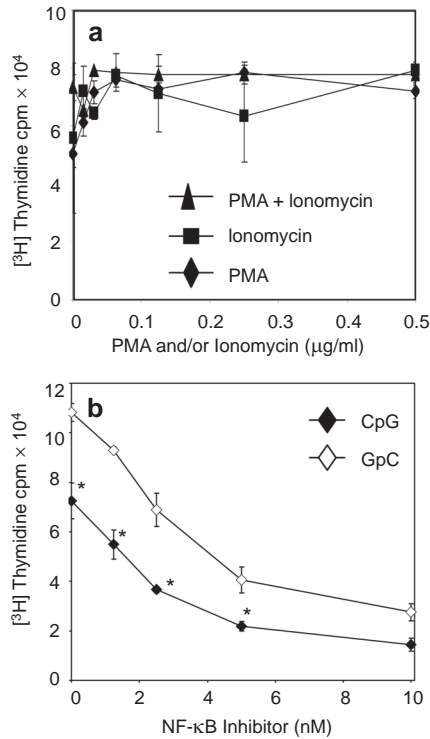 a
[³H] Thymidine cpm × 10⁴
10
8
6
4
2
0
PMA + Ionomycin
Ionomycin
PMA
0 0.1 0.2 0.3 0.4 0.5
PMA and/or Ionomycin (µg/ml)
b
[³H] Thymidine cpm × 10⁴
12
10
8
6
4
2
0
CpG
GpC
*
*
*
*
0 2 4 6 8 10
NF-κB Inhibitor (nM)